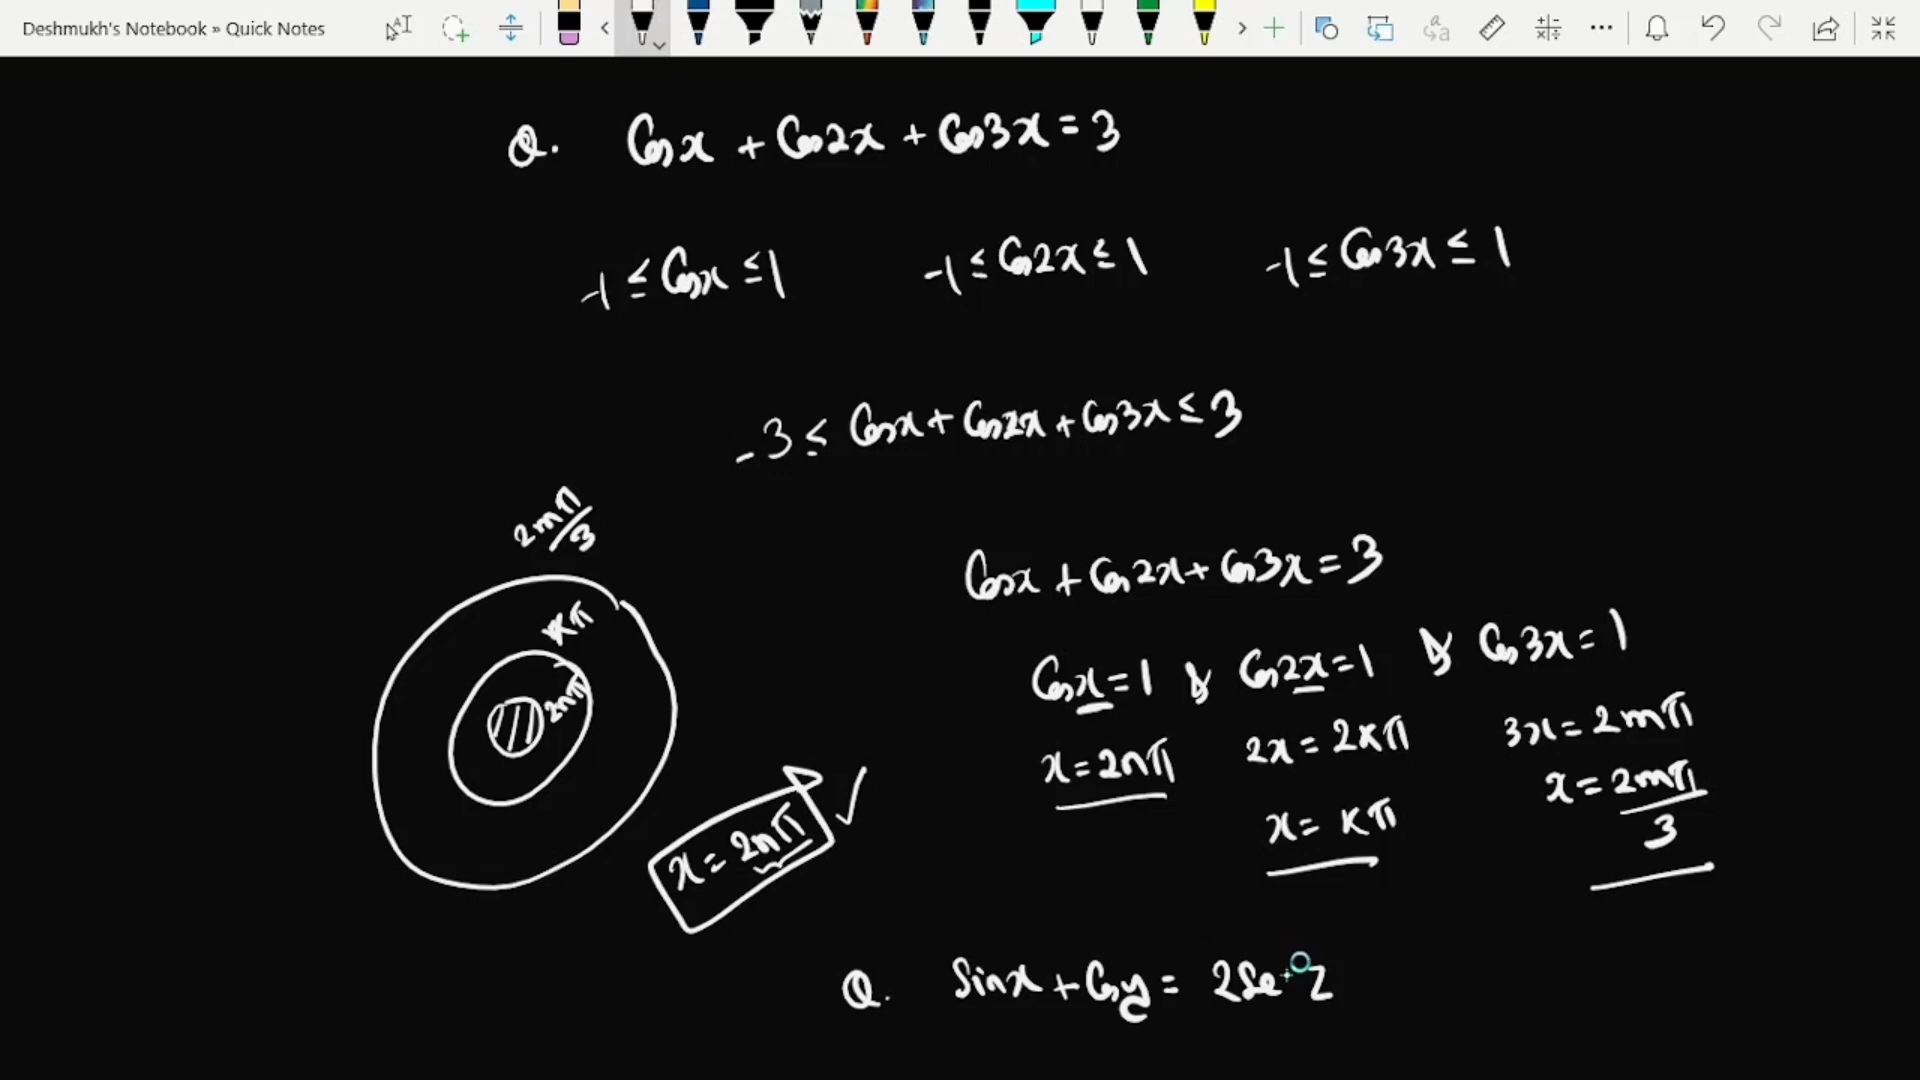 Deshmukh's Notebook » Quick Notes
Q. Cosx + Cos2x + Cos3x = 3
-1 ≤ Cosx ≤ 1 -1 ≤ Cos2x ≤ 1 -1 ≤ Cos3x ≤ 1
-3 ≤ Cosx + Cos2x + Cos3x ≤ 3
2mπ/3
Cosx + Cos2x + Cos3x = 3
Kπ
Cosx = 1 & Cos2x = 1 & Cos3x = 1
2nπ
x = 2nπ 2x = 2Kπ 3x = 2mπ
x = Kπ x = 2mπ/3
x = 2nπ ✓
Q. Sinx + Cosy = 2Se z